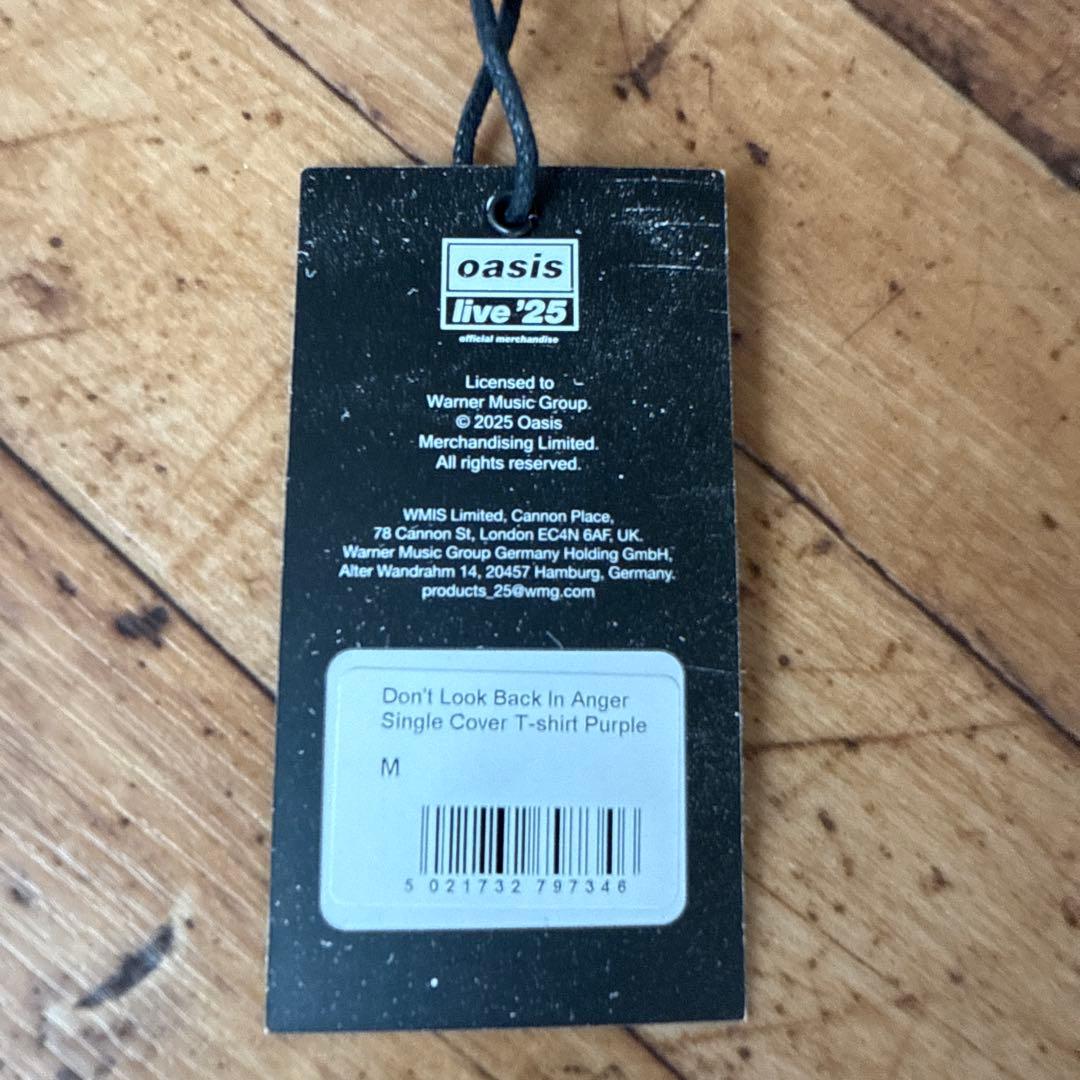 oasis
live '25
official merchandise
Licensed to
Warner Music Group.
© 2025 Oasis
Merchandising Limited.
All rights reserved.
WMIS Limited, Cannon Place,
78 Cannon St, London EC4N 6AF, UK.
Warner Music Group Germany Holding GmbH,
Alter Wandrahm 14, 20457 Hamburg, Germany.
products_25@wmg.com
Don't Look Back In Anger
Single Cover T-shirt Purple
M
5 021732 797346